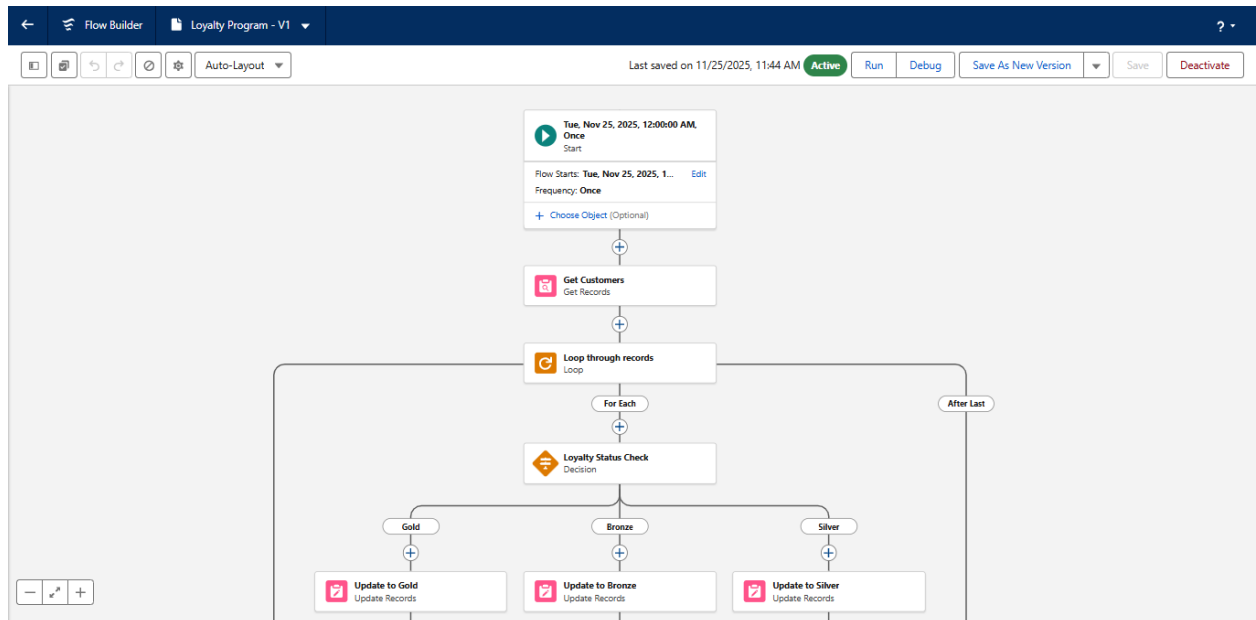 Flow Builder
Loyalty Program - V1
?
Auto-Layout
Last saved on 11/25/2025, 11:44 AM
Active
Run
Debug
Save As New Version
Save
Deactivate
Tue, Nov 25, 2025, 12:00:00 AM,
Once
Start
Flow Starts: Tue, Nov 25, 2025, 1... Edit
Frequency: Once
+ Choose Object (Optional)
Get Customers
Get Records
Loop through records
Loop
For Each
After Last
Loyalty Status Check
Decision
Gold
Bronze
Silver
Update to Gold
Update Records
Update to Bronze
Update Records
Update to Silver
Update Records